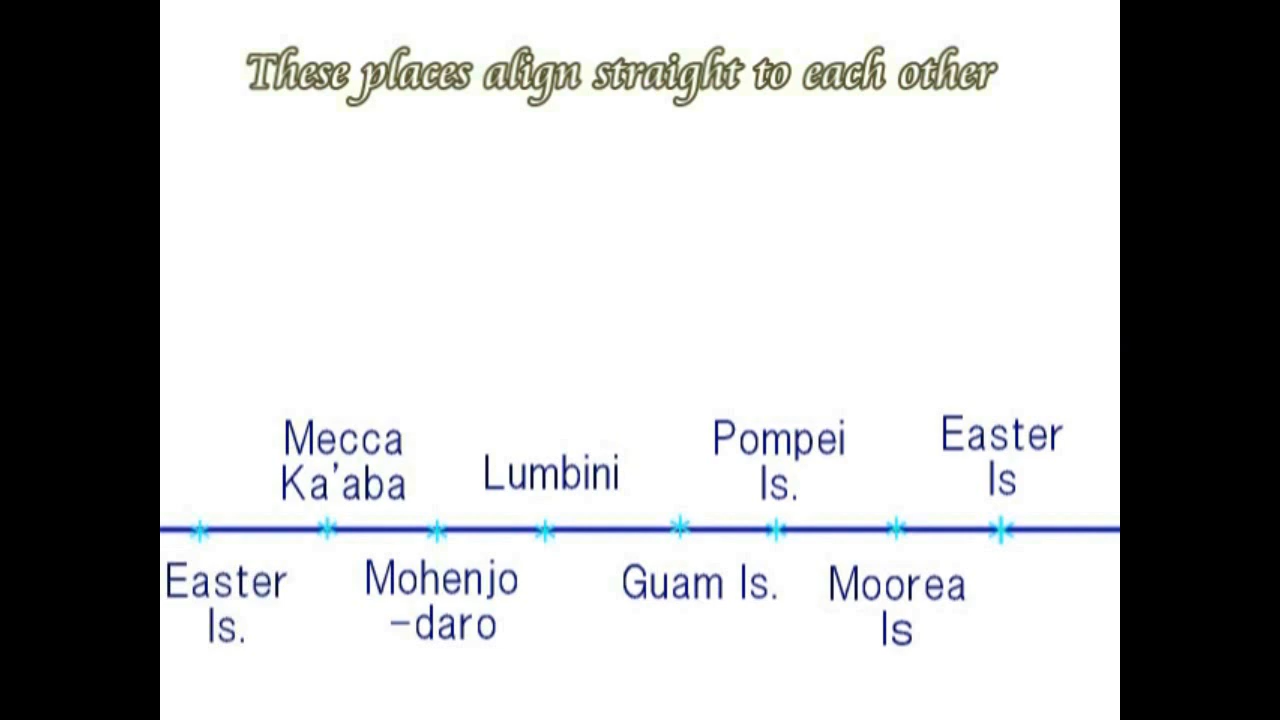 These places align straight to each other
Mecca
Ka'aba
Lumbini
Pompei
Is.
Easter
Is
Easter
Is.
Mohenjo
-daro
Guam Is.
Moorea
Is